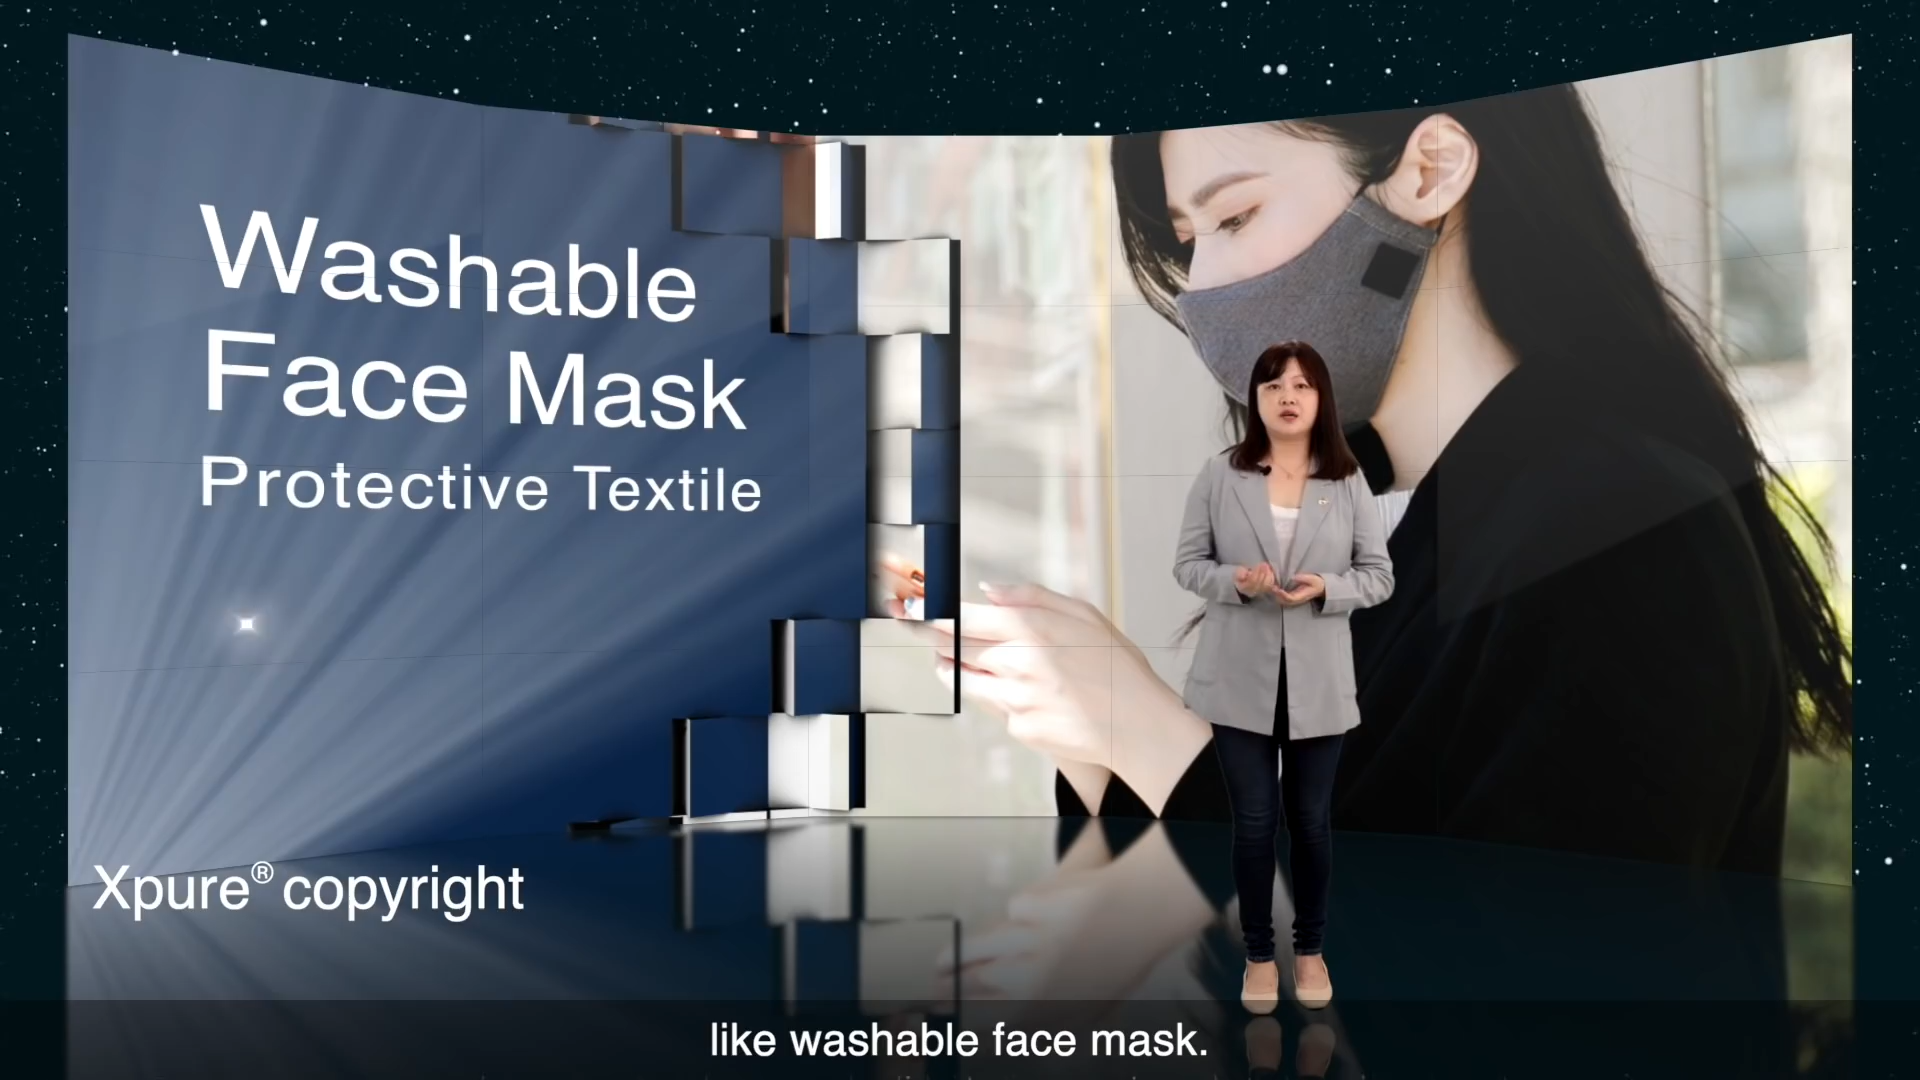 Washable
Face Mask
Protective Textile
Xpure® copyright
like washable face mask.